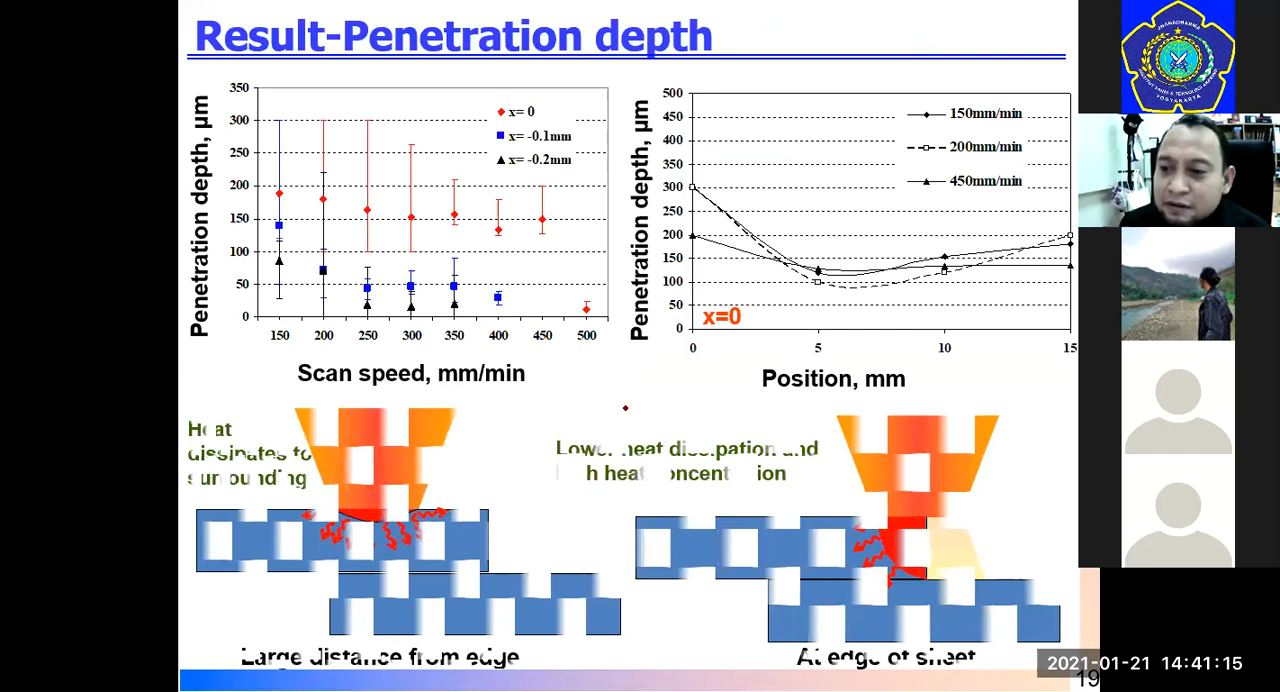 Result-Penetration depth
Penetration depth, µm
350
300
250
200
150
100
50
0
150 200 250 300 350 400 450 500
x= 0
x= -0.1mm
x= -0.2mm
Scan speed, mm/min
Penetration depth, µm
500
450
400
350
300
250
200
150
100
50
0
0 5 10 15
150mm/min
200mm/min
450mm/min
x=0
Position, mm
Heat
dissipates to
surrounding
Lower heat dissipation and
heat
Large distance from edge
At edge of sheet
2021-01-21 14:41:15
19
YOGYAKARTA